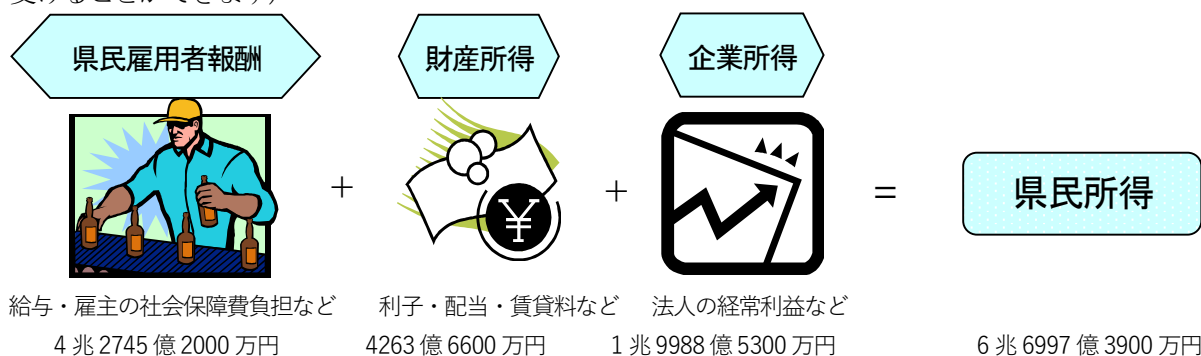 県民雇用者報酬 財産所得 企業所得
+ + = 県民所得
¥
給与・雇主の社会保障費負担など 利子・配当・賃貸料など 法人の経常利益など
4兆2745億2000万円 4263億6600万円 1兆9988億5300万円 6兆6997億3900万円